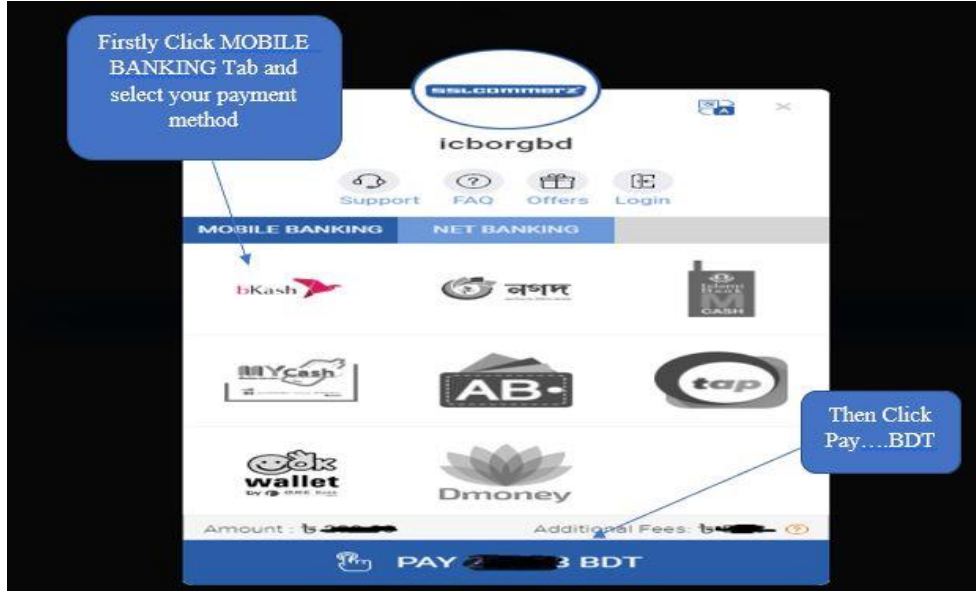 Firstly Click MOBILE
BANKING Tab and
select your payment
method
SSLCOMMERZ
icborgbd
Support FAQ Offers Login
MOBILE BANKING NET BANKING
bKash নগদ Islami Bank M CASH
MYCash AB tap
Then Click
Pay....BDT
OK wallet by Dmoney
Amount : ৳ Additional Fees: ৳
PAY 3 BDT